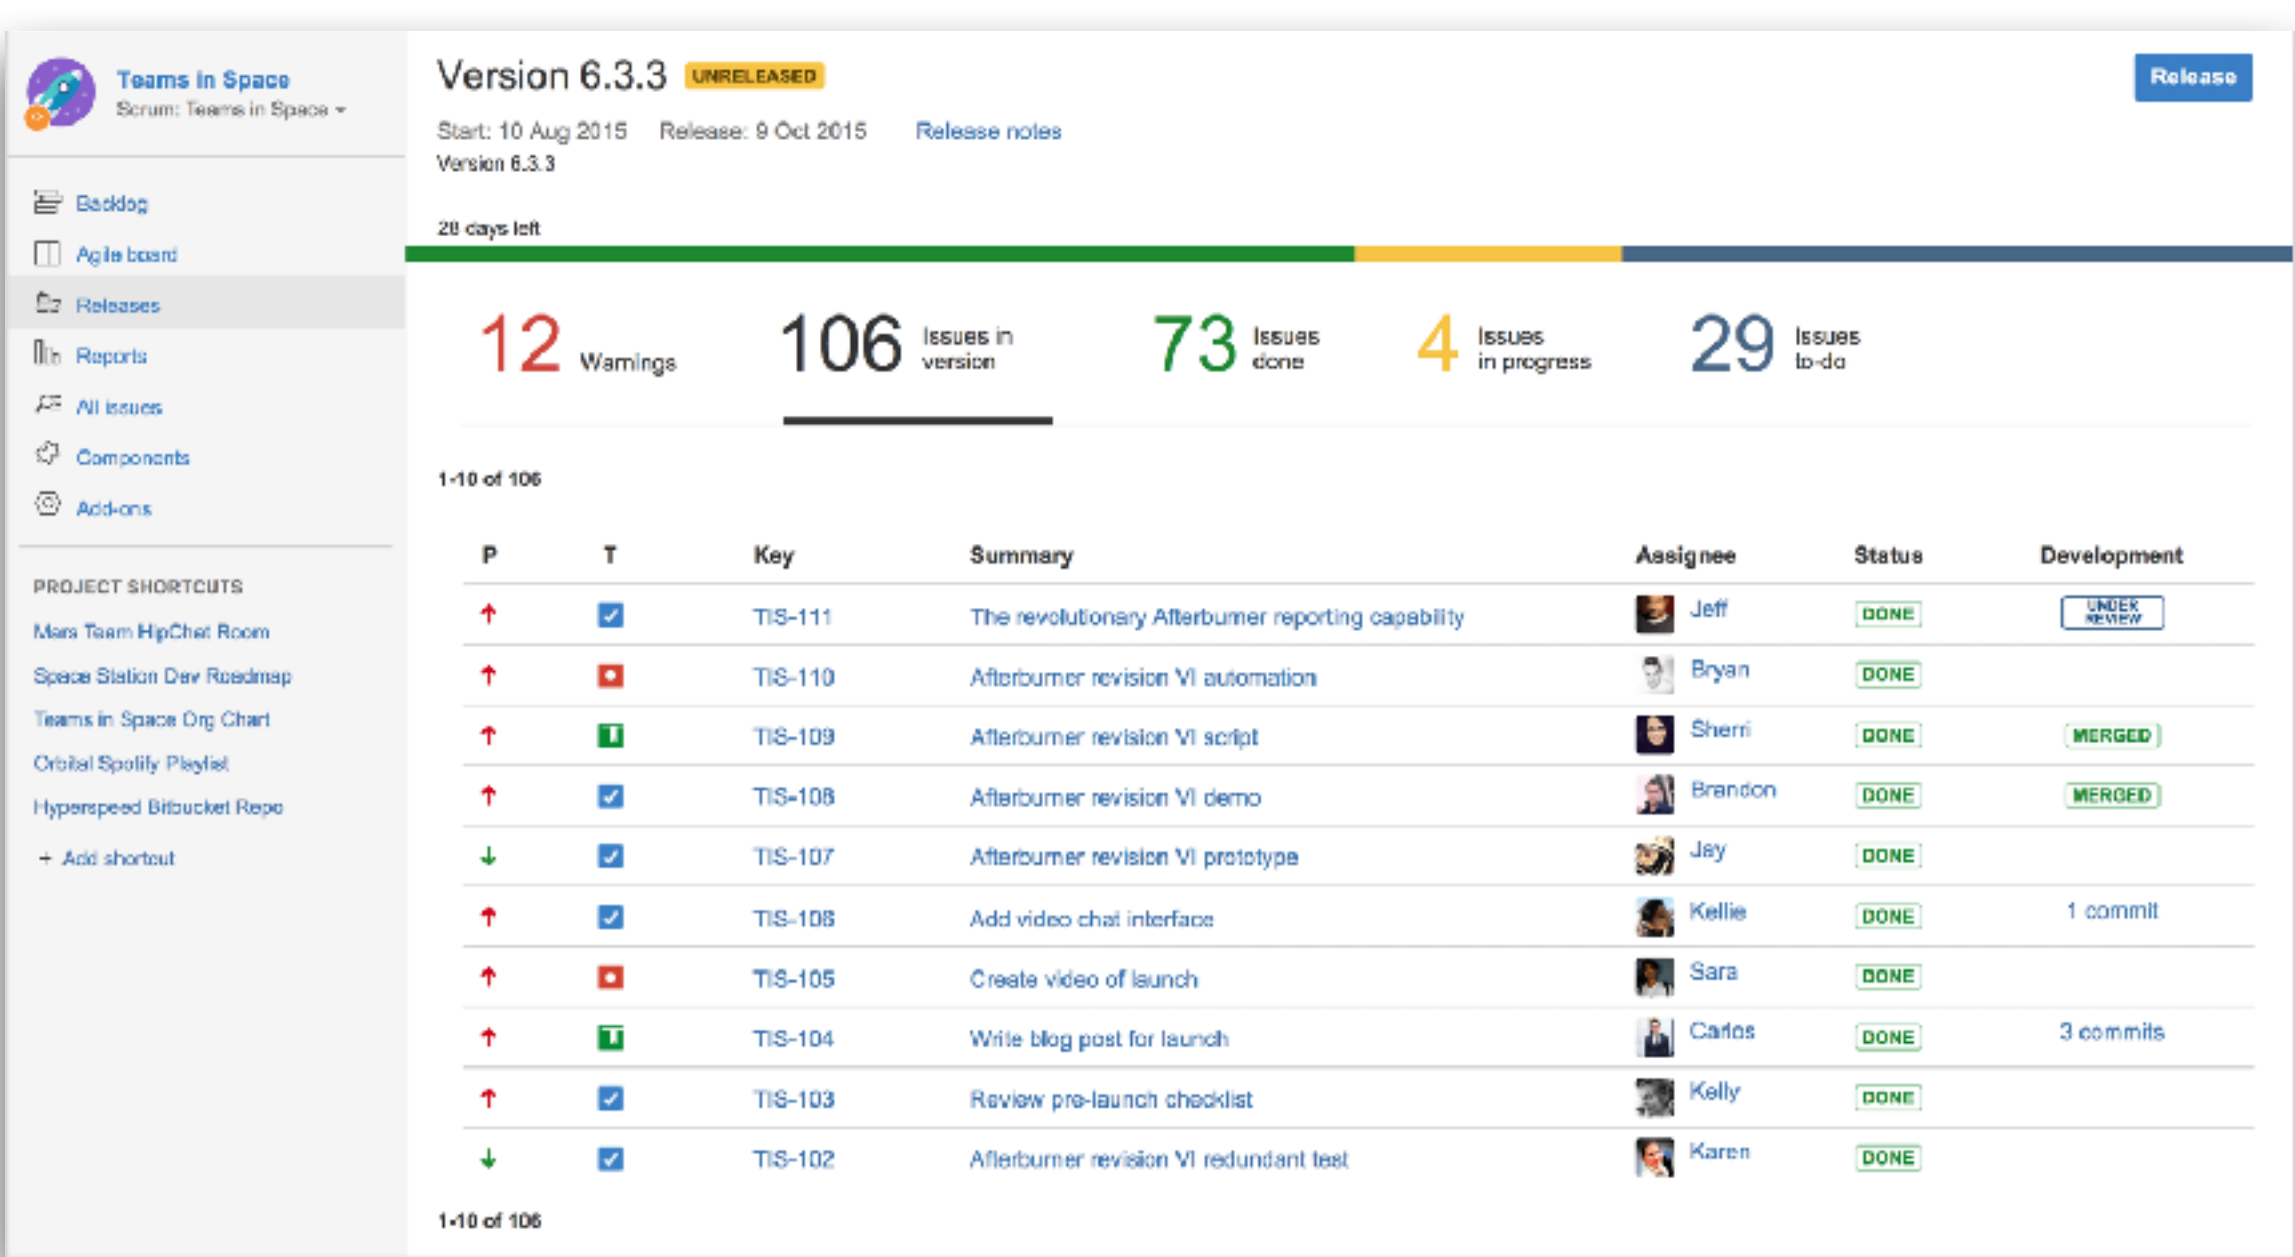 Teams in Space
Scrum: Teams in Space
Backlog
Agile board
Releases
Reports
All issues
Components
Add-ons
PROJECT SHORTCUTS
Mars Team HipChat Room
Space Station Dev Roadmap
Teams in Space Org Chart
Orbital Spotify Playlist
Hyperspeed Bitbucket Repo
+ Add shortcut
Version 6.3.3 UNRELEASED
Release
Start: 10 Aug 2015 Release: 9 Oct 2015 Release notes
Version 6.3.3
28 days left
12 Warnings
106 Issues in version
73 Issues done
4 Issues in progress
29 Issues to-do
1-10 of 106
P T Key Summary Assignee Status Development
TIS-111 The revolutionary Afterburner reporting capability Jeff DONE UNDER REVIEW
TIS-110 Afterburner revision VI automation Bryan DONE
TIS-109 Afterburner revision VI script Sherri DONE MERGED
TIS-108 Afterburner revision VI demo Brandon DONE MERGED
TIS-107 Afterburner revision VI prototype Jay DONE
TIS-106 Add video chat interface Kellie DONE 1 commit
TIS-105 Create video of launch Sara DONE
TIS-104 Write blog post for launch Carlos DONE 3 commits
TIS-103 Review pre-launch checklist Kelly DONE
TIS-102 Afterburner revision VI redundant test Karen DONE
1-10 of 106